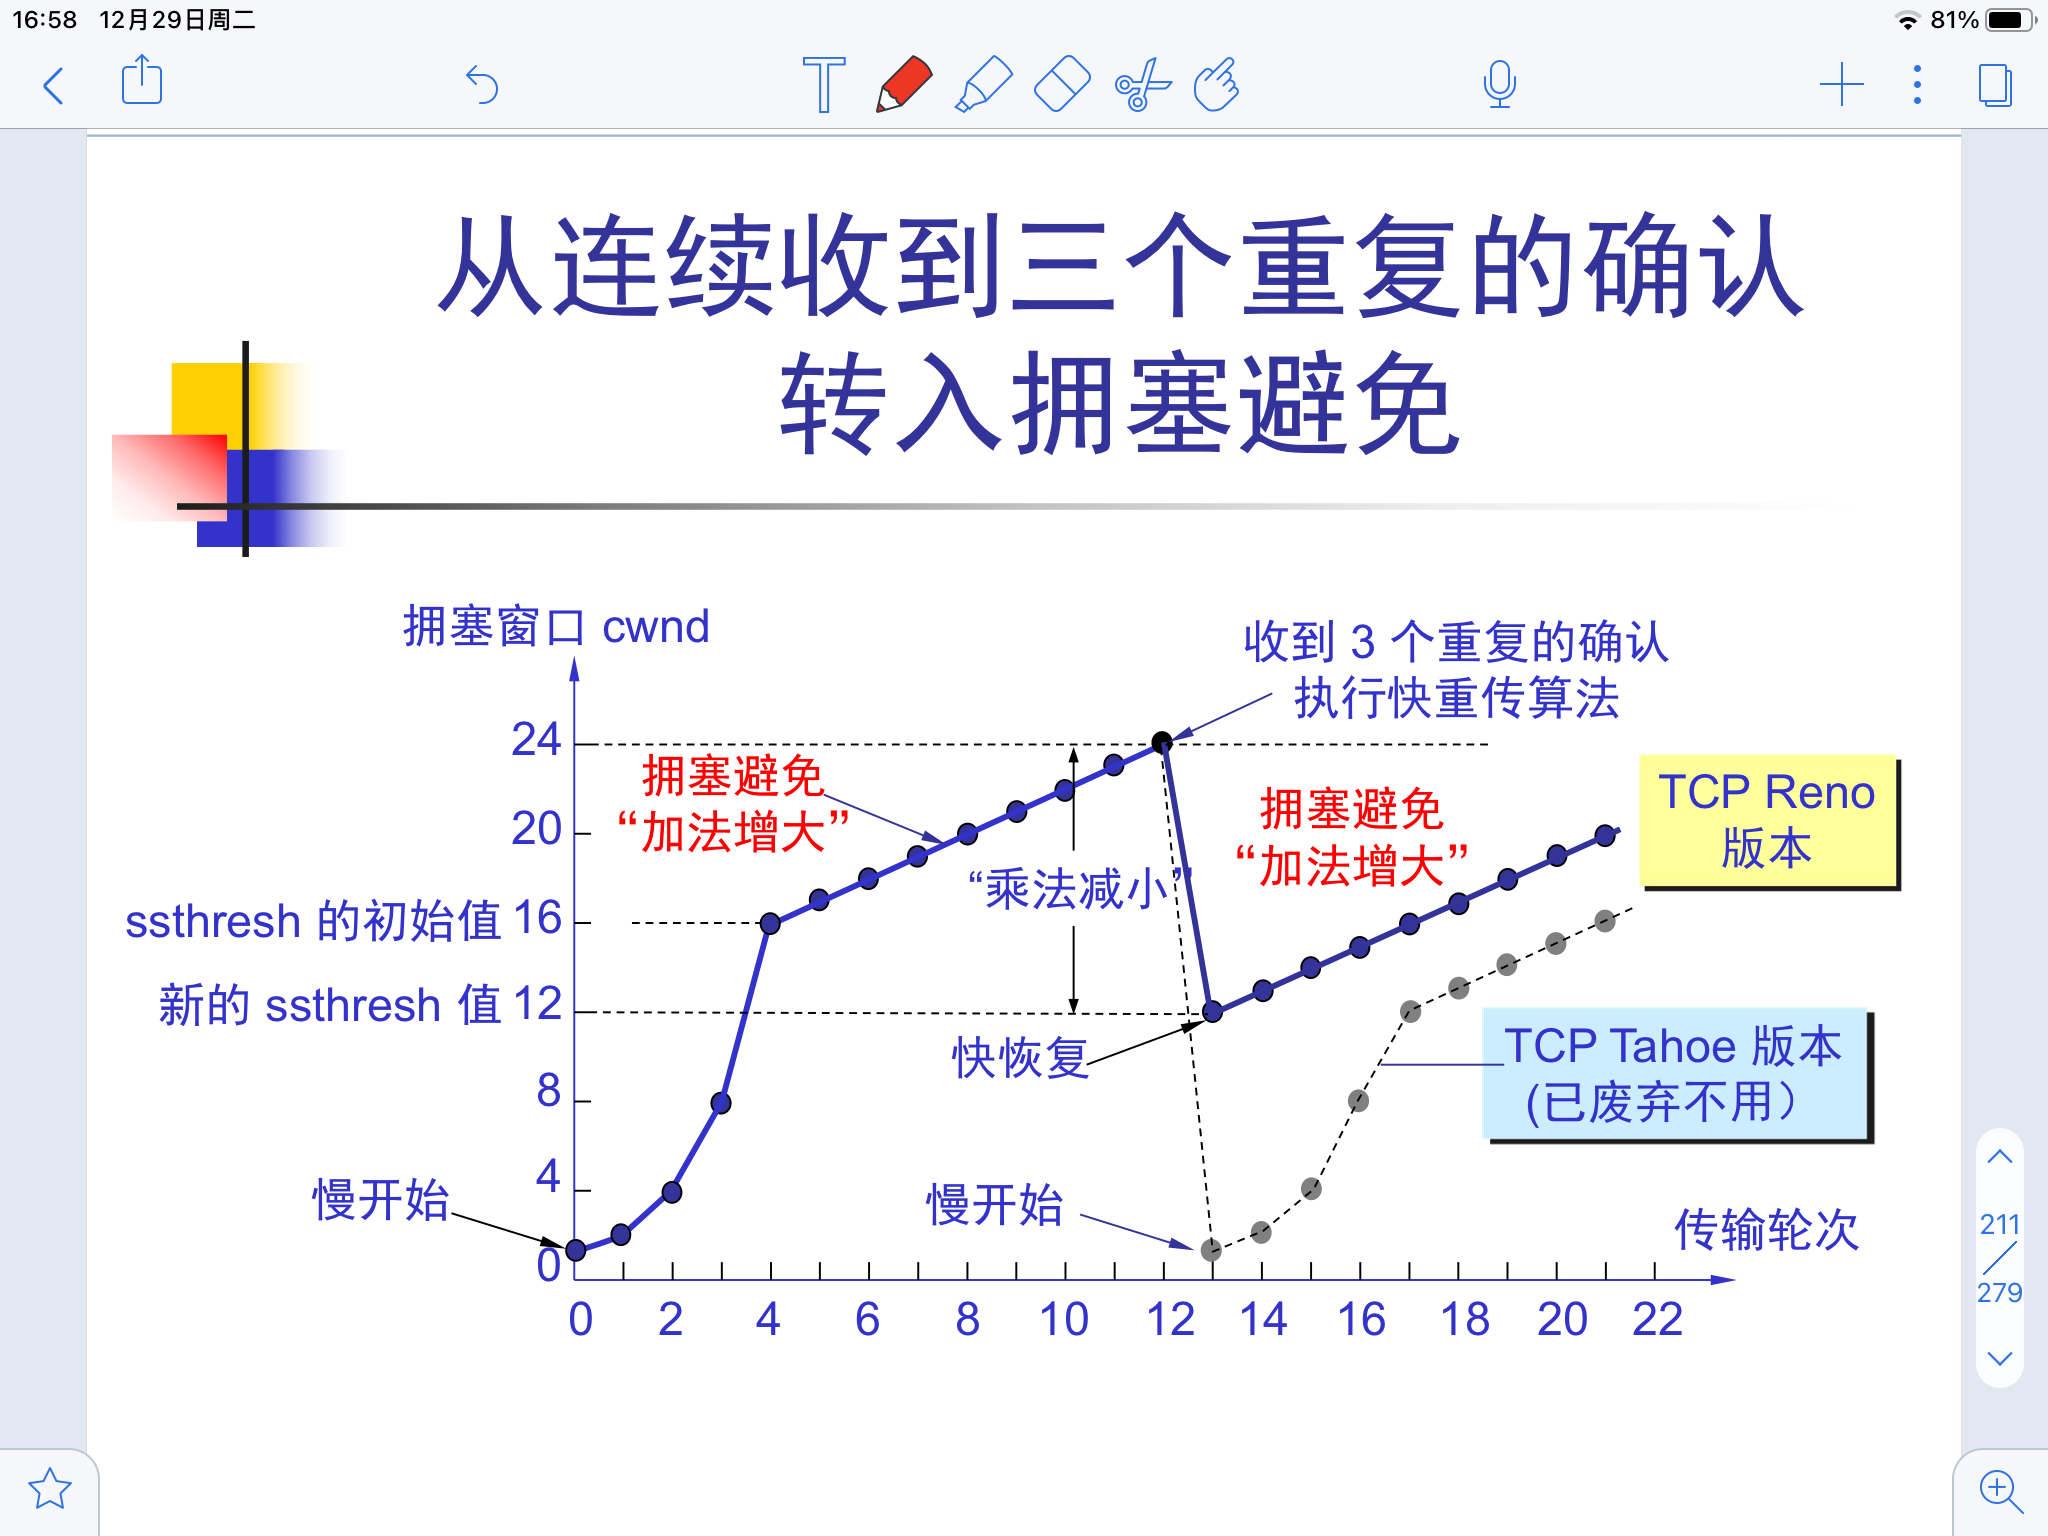 16:58 12月29日周二
81%
从连续收到三个重复的确认
转入拥塞避免
拥塞窗口 cwnd
收到 3 个重复的确认
执行快重传算法
24
拥塞避免
“加法增大”
拥塞避免
“加法增大”
TCP Reno
版本
20
“乘法减小”
ssthresh 的初始值 16
新的 ssthresh 值 12
快恢复
TCP Tahoe 版本
(已废弃不用）
8
4
慢开始
慢开始
传输轮次
0
0 2 4 6 8 10 12 14 16 18 20 22
211
279